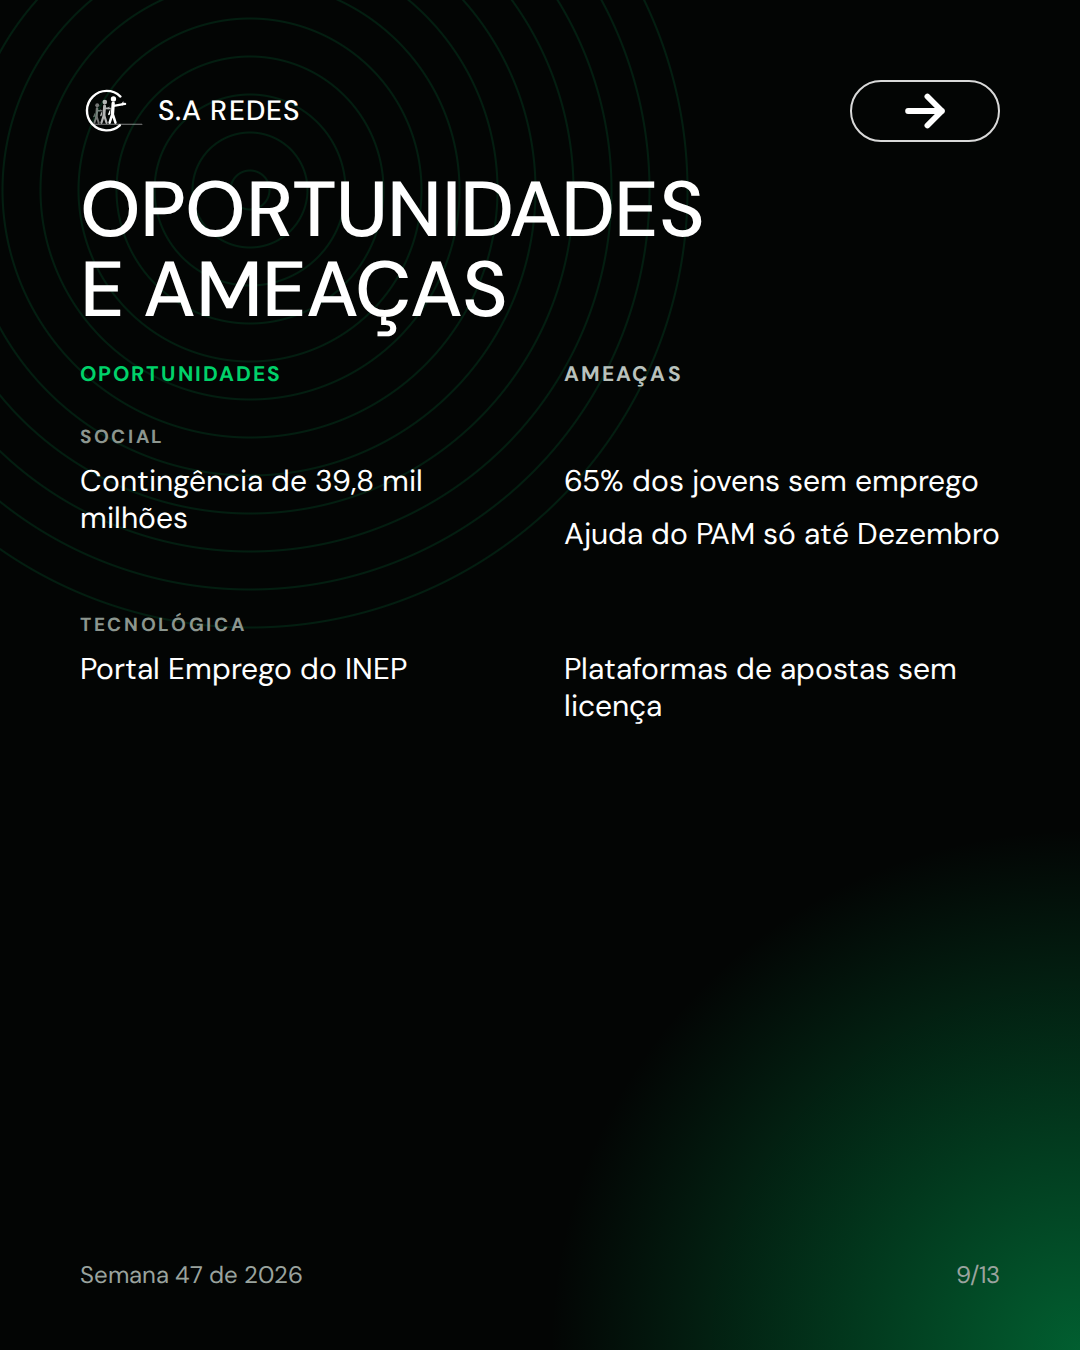 S.A REDES
OPORTUNIDADES
E AMEAÇAS
OPORTUNIDADES
AMEAÇAS
SOCIAL
Contingência de 39,8 mil
milhões
65% dos jovens sem emprego
Ajuda do PAM só até Dezembro
TECNOLÓGICA
Portal Emprego do INEP
Plataformas de apostas sem
licença
Semana 47 de 2026
9/13